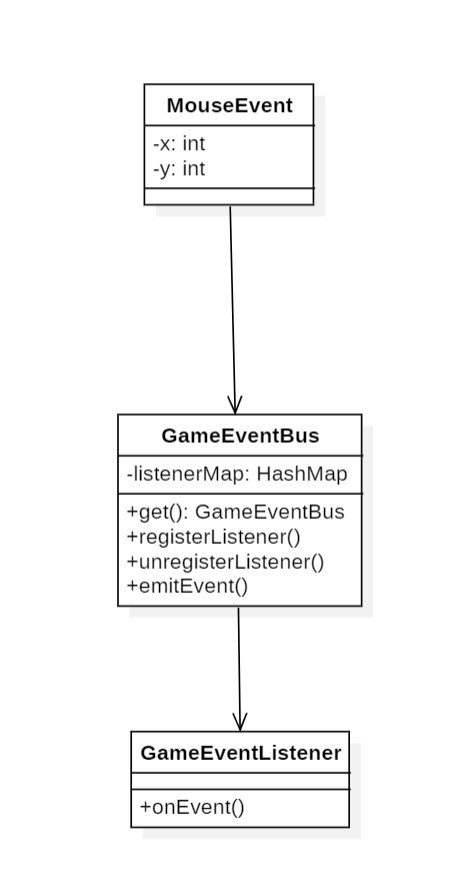 MouseEvent
-x: int
-y: int
GameEventBus
-listenerMap: HashMap
+get(): GameEventBus
+registerListener()
+unregisterListener()
+emitEvent()
GameEventListener
+onEvent()